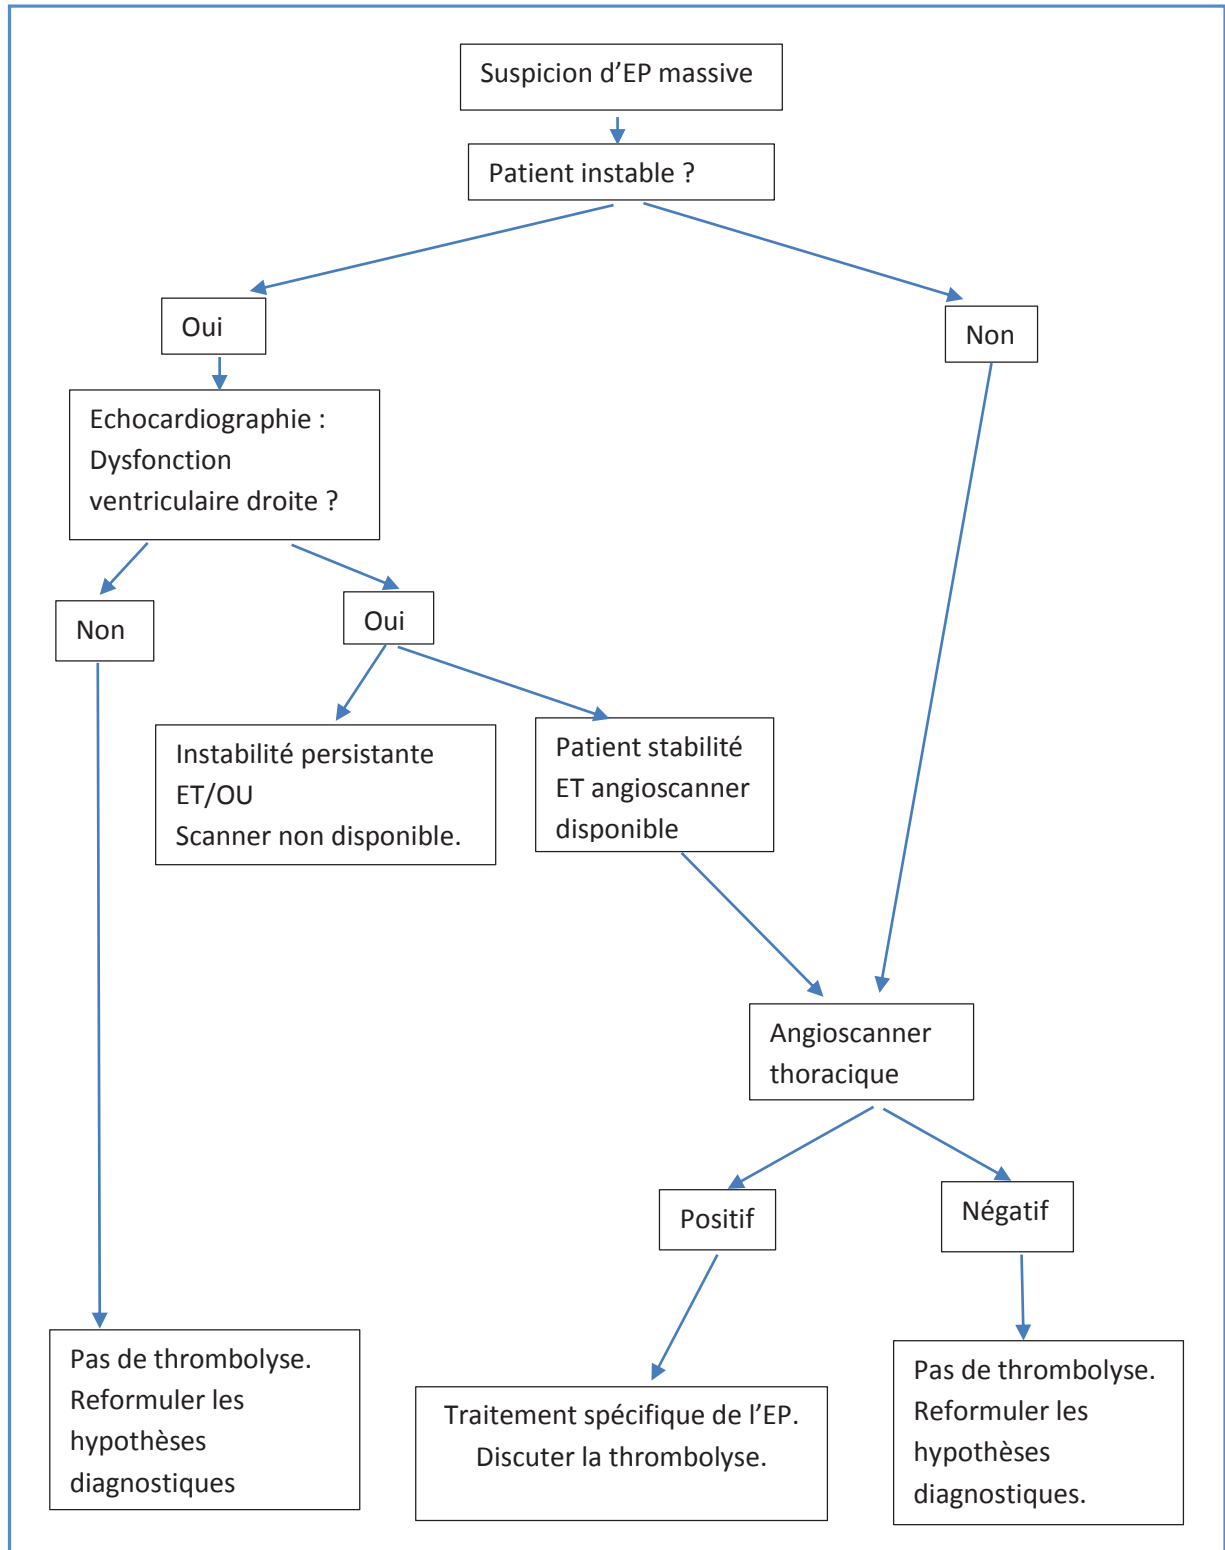 Suspicion d’EP massive
Patient instable ?
Oui
Non
Echocardiographie :
Dysfonction
ventriculaire droite ?
Non
Oui
Instabilité persistante
ET/OU
Scanner non disponible.
Patient stabilité
ET angioscanner
disponible
Angioscanner
thoracique
Positif
Négatif
Pas de thrombolyse.
Reformuler les
hypothèses
diagnostiques
Traitement spécifique de l’EP.
Discuter la thrombolyse.
Pas de thrombolyse.
Reformuler les
hypothèses
diagnostiques.